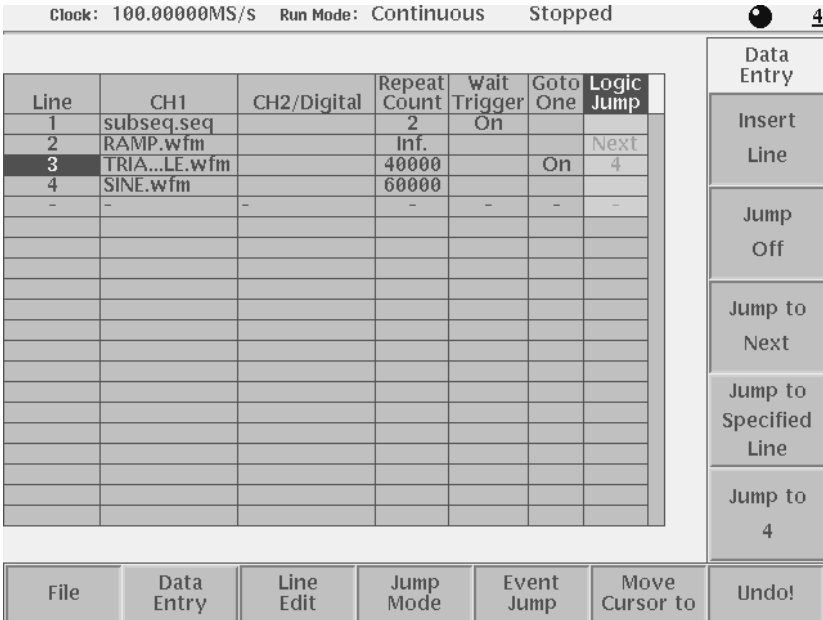 Clock: 100.00000MS/s Run Mode: Continuous Stopped 4
Data Entry
Line CH1 CH2/Digital Repeat Count Wait Trigger Goto One Logic Jump
1 subseq.seq 2 On
2 RAMP.wfm Inf. Next
3 TRIA...LE.wfm 40000 On 4
4 SINE.wfm 60000
- - - - - - -
Insert Line
Jump Off
Jump to Next
Jump to Specified Line
Jump to 4
File
Data Entry
Line Edit
Jump Mode
Event Jump
Move Cursor to
Undo!